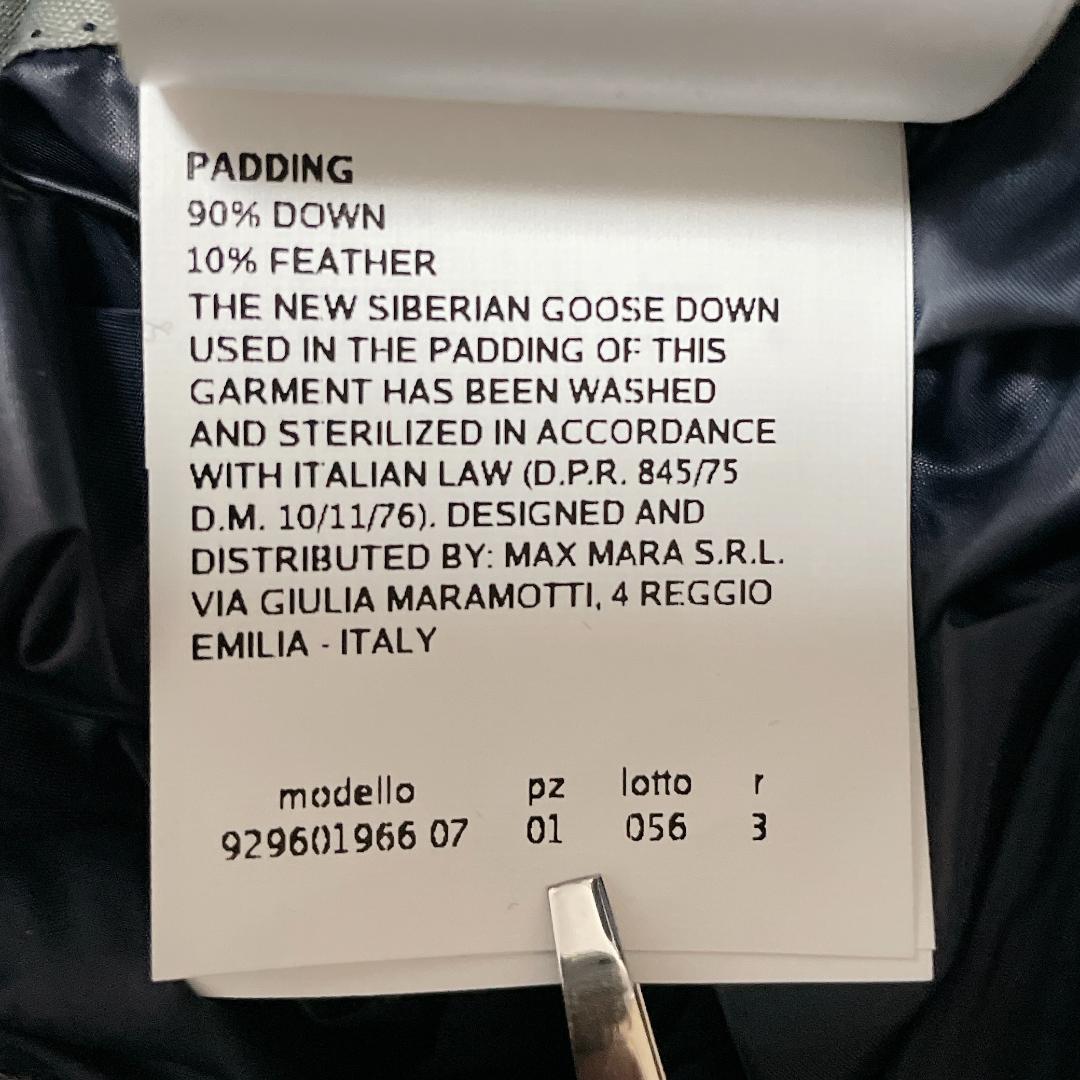 PADDING
90% DOWN
10% FEATHER
THE NEW SIBERIAN GOOSE DOWN
USED IN THE PADDING OF THIS
GARMENT HAS BEEN WASHED
AND STERILIZED IN ACCORDANCE
WITH ITALIAN LAW (D.P.R. 845/75
D.M. 10/11/76). DESIGNED AND
DISTRIBUTED BY: MAX MARA S.R.L.
VIA GIULIA MARAMOTTI, 4 REGGIO
EMILIA - ITALY
modello pz lotto r
929601966 07 01 056 3